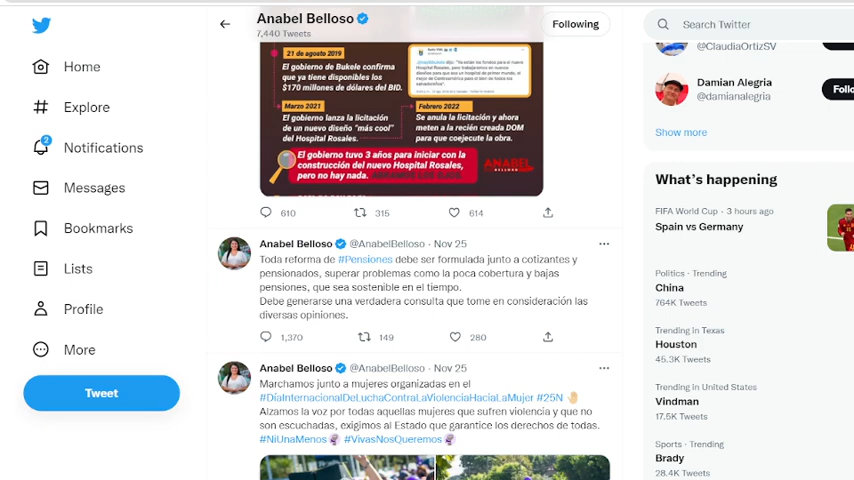 Anabel Belloso
7,440 Tweets
Following
Search Twitter
Home
Explore
2
Notifications
Messages
Bookmarks
Lists
Profile
More
Tweet
21 de agosto 2019
El gobierno de Bukele confirma
que ya tiene disponibles los
$170 millones de dólares del BID.
Marzo 2021
El gobierno lanza la licitación
de un nuevo diseño "más cool"
del Hospital Rosales.
Febrero 2022
Se anula la licitación y ahora
meten a la recién creada DOM
para que coejecute la obra.
El gobierno tuvo 3 años para iniciar con la
construcción del nuevo Hospital Rosales,
pero no hay nada.
ANABEL
BELLOSO
610
315
614
Anabel Belloso @AnabelBelloso · Nov 25
Toda reforma de #Pensiones debe ser formulada junto a cotizantes y
pensionados, superar problemas como la poca cobertura y bajas
pensiones, que sea sostenible en el tiempo.
Debe generarse una verdadera consulta que tome en consideración las
diversas opiniones.
1,370
149
280
Anabel Belloso @AnabelBelloso · Nov 25
Marchamos junto a mujeres organizadas en el
#DíaInternacionalDeLuchaContraLaViolenciaHaciaLaMujer #25N
Alzamos la voz por todas aquellas mujeres que sufren violencia y que no
son escuchadas, exigimos al Estado que garantice los derechos de todas.
#NiUnaMenos #VivasNosQueremos
@ClaudiaOrtizSV
Damian Alegria
@damianalegria
Follo
Show more
What's happening
FIFA World Cup · 3 hours ago
Spain vs Germany
Politics · Trending
China
764K Tweets
Trending in Texas
Houston
45.3K Tweets
Trending in United States
Vindman
17.5K Tweets
Sports · Trending
Brady
28.4K Tweets